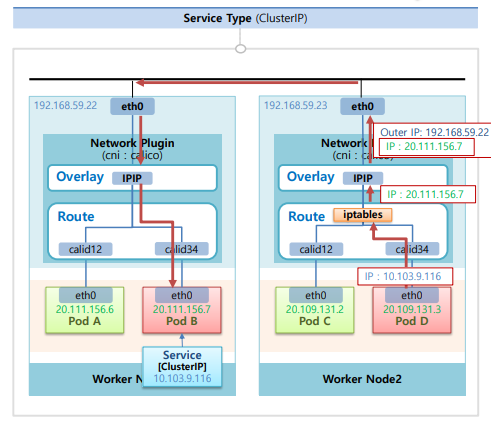 Service Type (ClusterIP)
192.168.59.22
eth0
Network Plugin
(cni : calico)
Overlay
IPIP
Route
calid12
calid34
eth0
20.111.156.6
Pod A
eth0
20.111.156.7
Pod B
Service
[ClusterIP]
10.103.9.116
Worker N
192.168.59.23
eth0
Outer IP: 192.168.59.22
IP : 20.111.156.7
Network
(cni : calico)
Overlay
IPIP
IP : 20.111.156.7
Route
iptables
calid12
calid34
IP : 10.103.9.116
eth0
20.109.131.2
Pod C
eth0
20.109.131.3
Pod D
Worker Node2